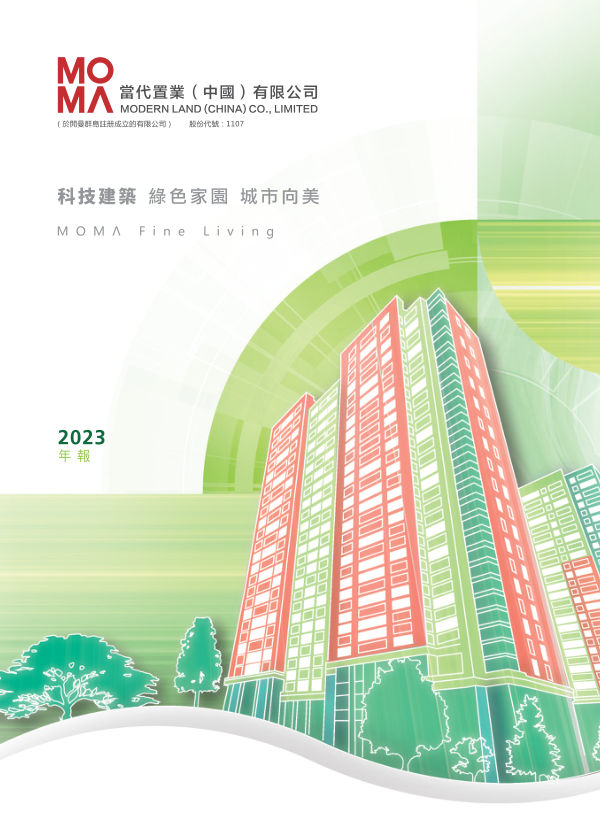 MO
MA
當代置業（中國）有限公司
MODERN LAND (CHINA) CO., LIMITED
(於開曼群島註冊成立的有限公司) 股份代號：1107
科技建築 綠色家園 城市向美
MOMΛ Fine Living
2023
年報